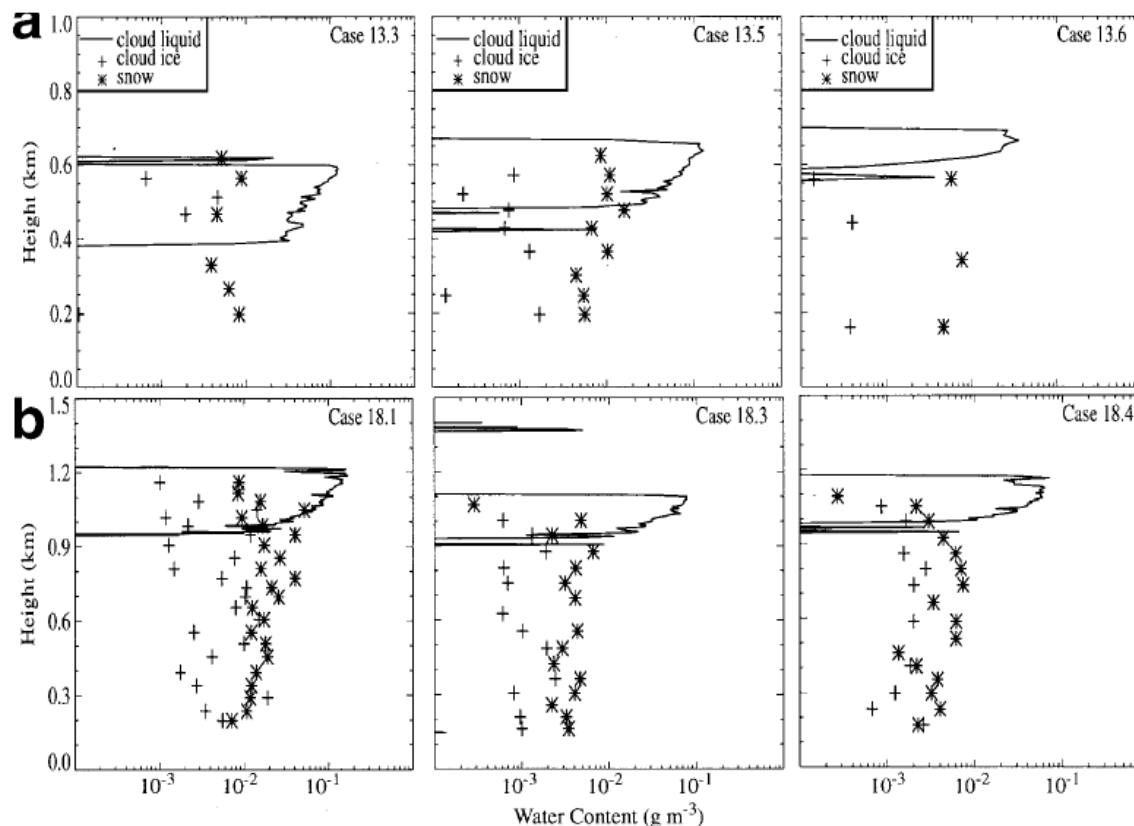 a
Height (km)
1.0
0.8
0.6
0.4
0.2
0.0
Case 13.3
cloud liquid
cloud ice
snow
Case 13.5
cloud liquid
cloud ice
snow
Case 13.6
cloud liquid
cloud ice
snow
b
Height (km)
1.5
1.2
0.9
0.6
0.3
0.0
Case 18.1
Case 18.3
Case 18.4
10⁻³ 10⁻² 10⁻¹ 10⁻³ 10⁻² 10⁻¹ 10⁻³ 10⁻² 10⁻¹
Water Content (g m⁻³)